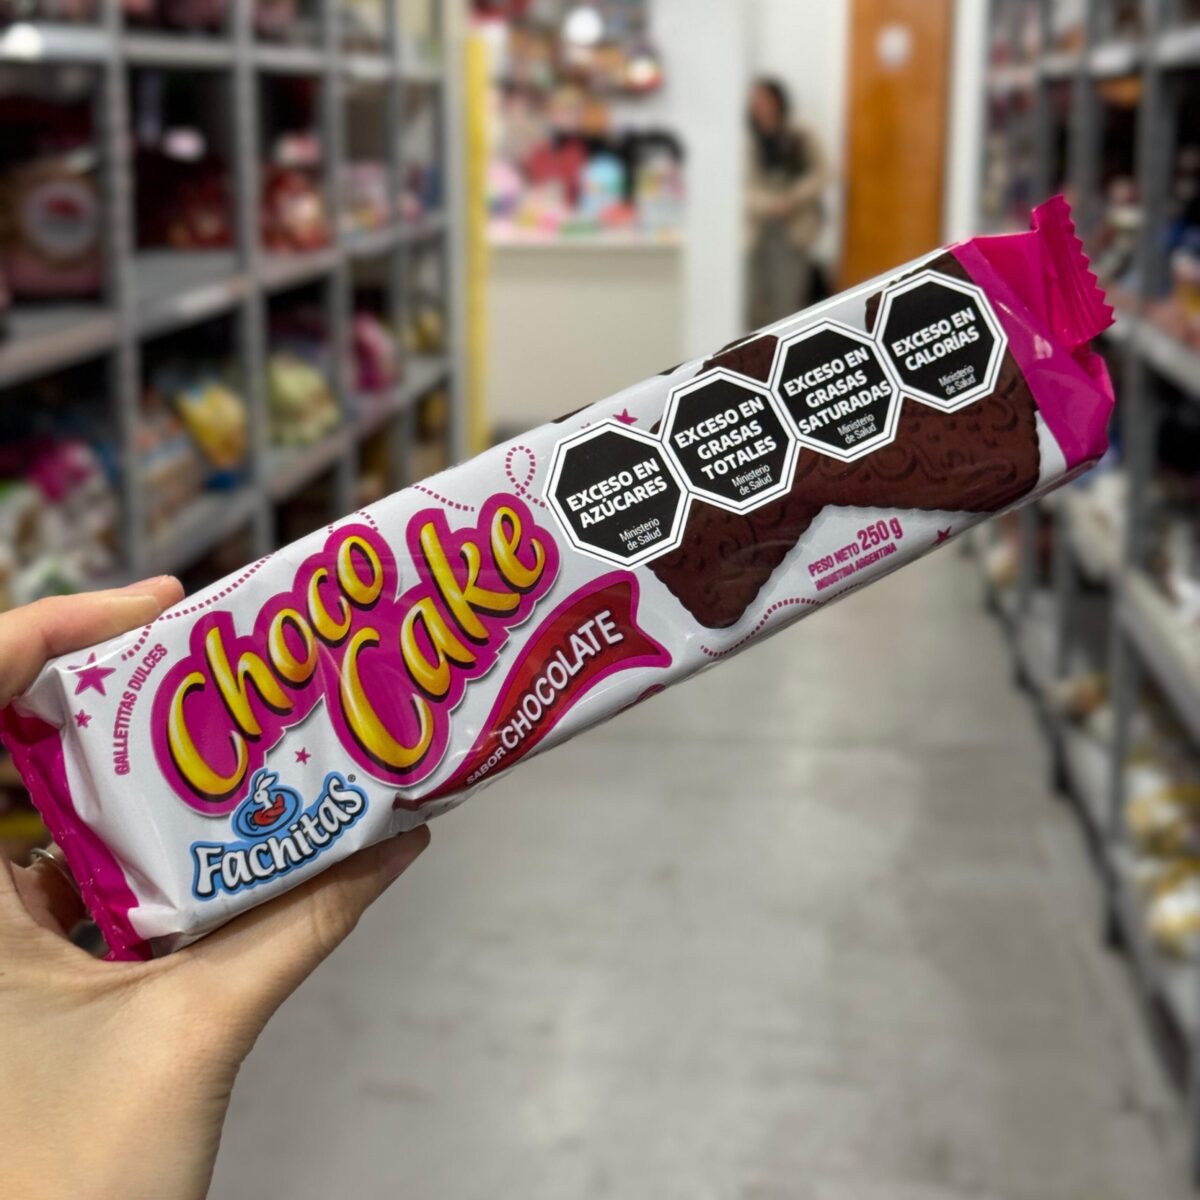 GALLETITAS DULCES
Choco
Cake
Fachitas®
SABOR CHOCOLATE
EXCESO EN
AZÚCARES
Ministerio
de Salud
EXCESO EN
GRASAS
TOTALES
Ministerio
de Salud
EXCESO EN
GRASAS
SATURADAS
Ministerio
de Salud
EXCESO EN
CALORÍAS
Ministerio
de Salud
PESO NETO 250 g
INDUSTRIA ARGENTINA